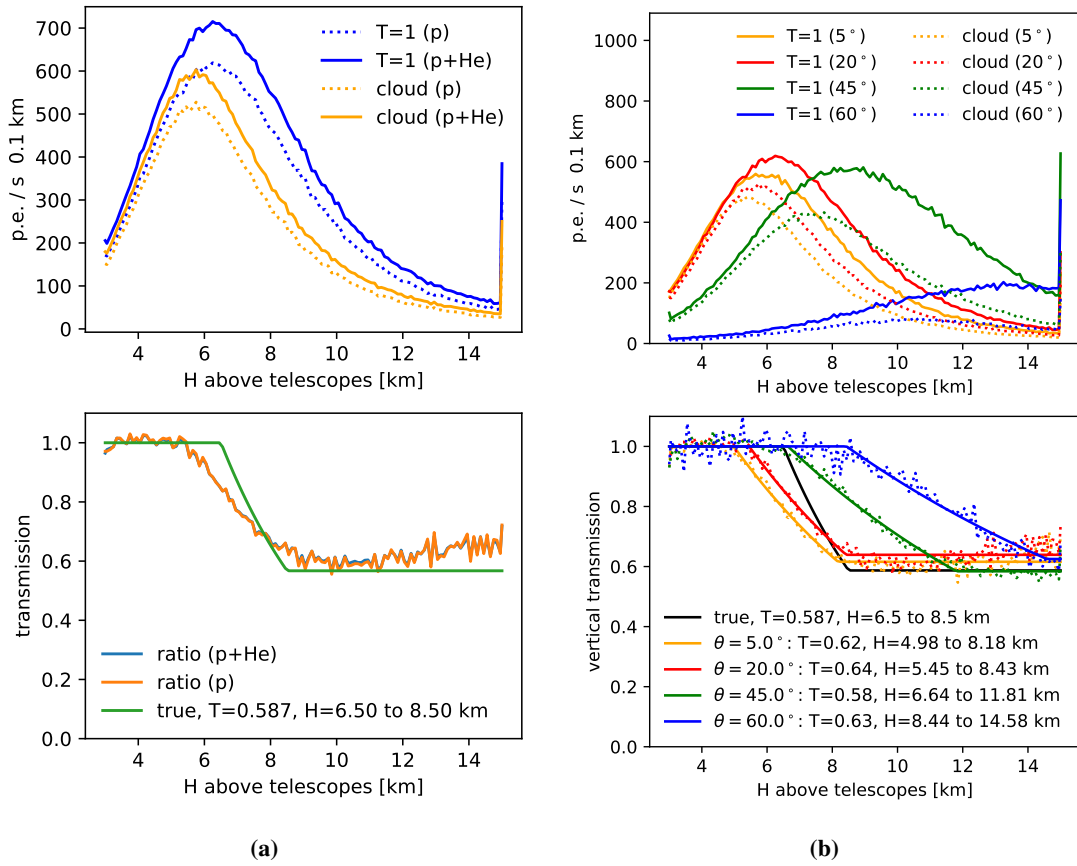 700
600
500
400
300
200
100
0
p.e. / s 0.1 km
T=1 (p)
T=1 (p+He)
cloud (p)
cloud (p+He)
4 6 8 10 12 14
H above telescopes [km]
1.0
0.8
0.6
0.4
0.2
0.0
transmission
ratio (p+He)
ratio (p)
true, T=0.587, H=6.50 to 8.50 km
4 6 8 10 12 14
H above telescopes [km]
(a)
1000
800
600
400
200
0
p.e. / s 0.1 km
T=1 (5°) cloud (5°)
T=1 (20°) cloud (20°)
T=1 (45°) cloud (45°)
T=1 (60°) cloud (60°)
4 6 8 10 12 14
H above telescopes [km]
1.0
0.8
0.6
0.4
0.2
0.0
vertical transmission
true, T=0.587, H=6.5 to 8.5 km
θ = 5.0°: T=0.62, H=4.98 to 8.18 km
θ = 20.0°: T=0.64, H=5.45 to 8.43 km
θ = 45.0°: T=0.58, H=6.64 to 11.81 km
θ = 60.0°: T=0.63, H=8.44 to 14.58 km
4 6 8 10 12 14
H above telescopes [km]
(b)